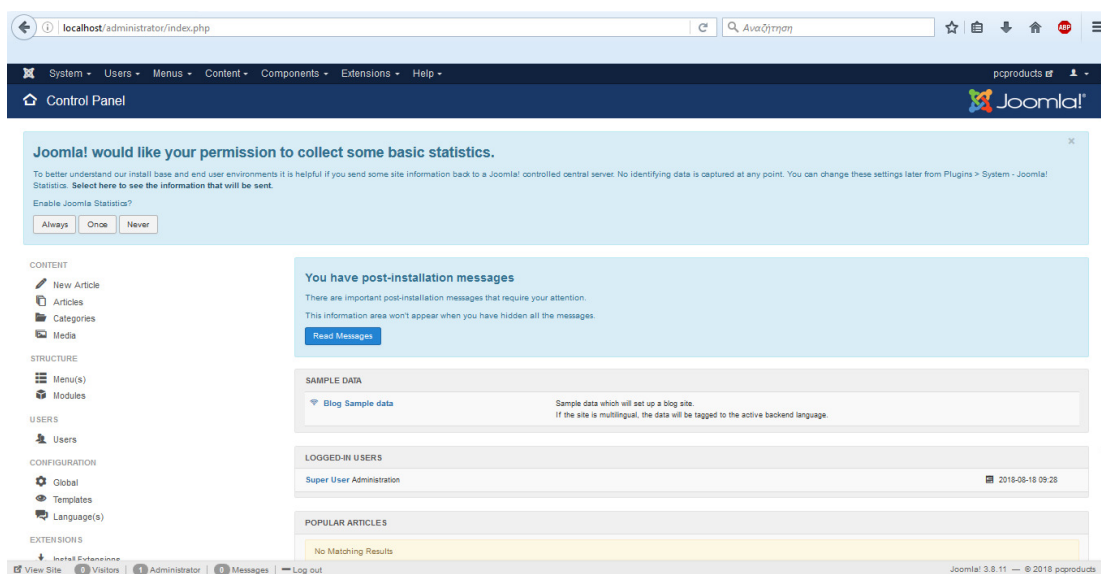 localhost/administrator/index.php
Αναζήτηση
ABP
System Users Menus Content Components Extensions Help
pcproducts
Control Panel
Joomla!®
Joomla! would like your permission to collect some basic statistics.
To better understand our install base and end user environments it is helpful if you send some site information back to a Joomla! controlled central server. No identifying data is captured at any point. You can change these settings later from Plugins > System - Joomla!
Statistics. Select here to see the information that will be sent.
Enable Joomla Statistics?
Always Once Never
CONTENT
New Article
Articles
Categories
Media
STRUCTURE
Menu(s)
Modules
USERS
Users
CONFIGURATION
Global
Templates
Language(s)
EXTENSIONS
Install Extensions
You have post-installation messages
There are important post-installation messages that require your attention.
This information area won't appear when you have hidden all the messages.
Read Messages
SAMPLE DATA
Blog Sample data
Sample data which will set up a blog site.
If the site is multilingual, the data will be tagged to the active backend language.
LOGGED-IN USERS
Super User Administration 2018-08-18 09:28
POPULAR ARTICLES
No Matching Results
View Site 0 Visitors 1 Administrator 0 Messages Log out
Joomla! 3.8.11 — © 2018 pcproducts